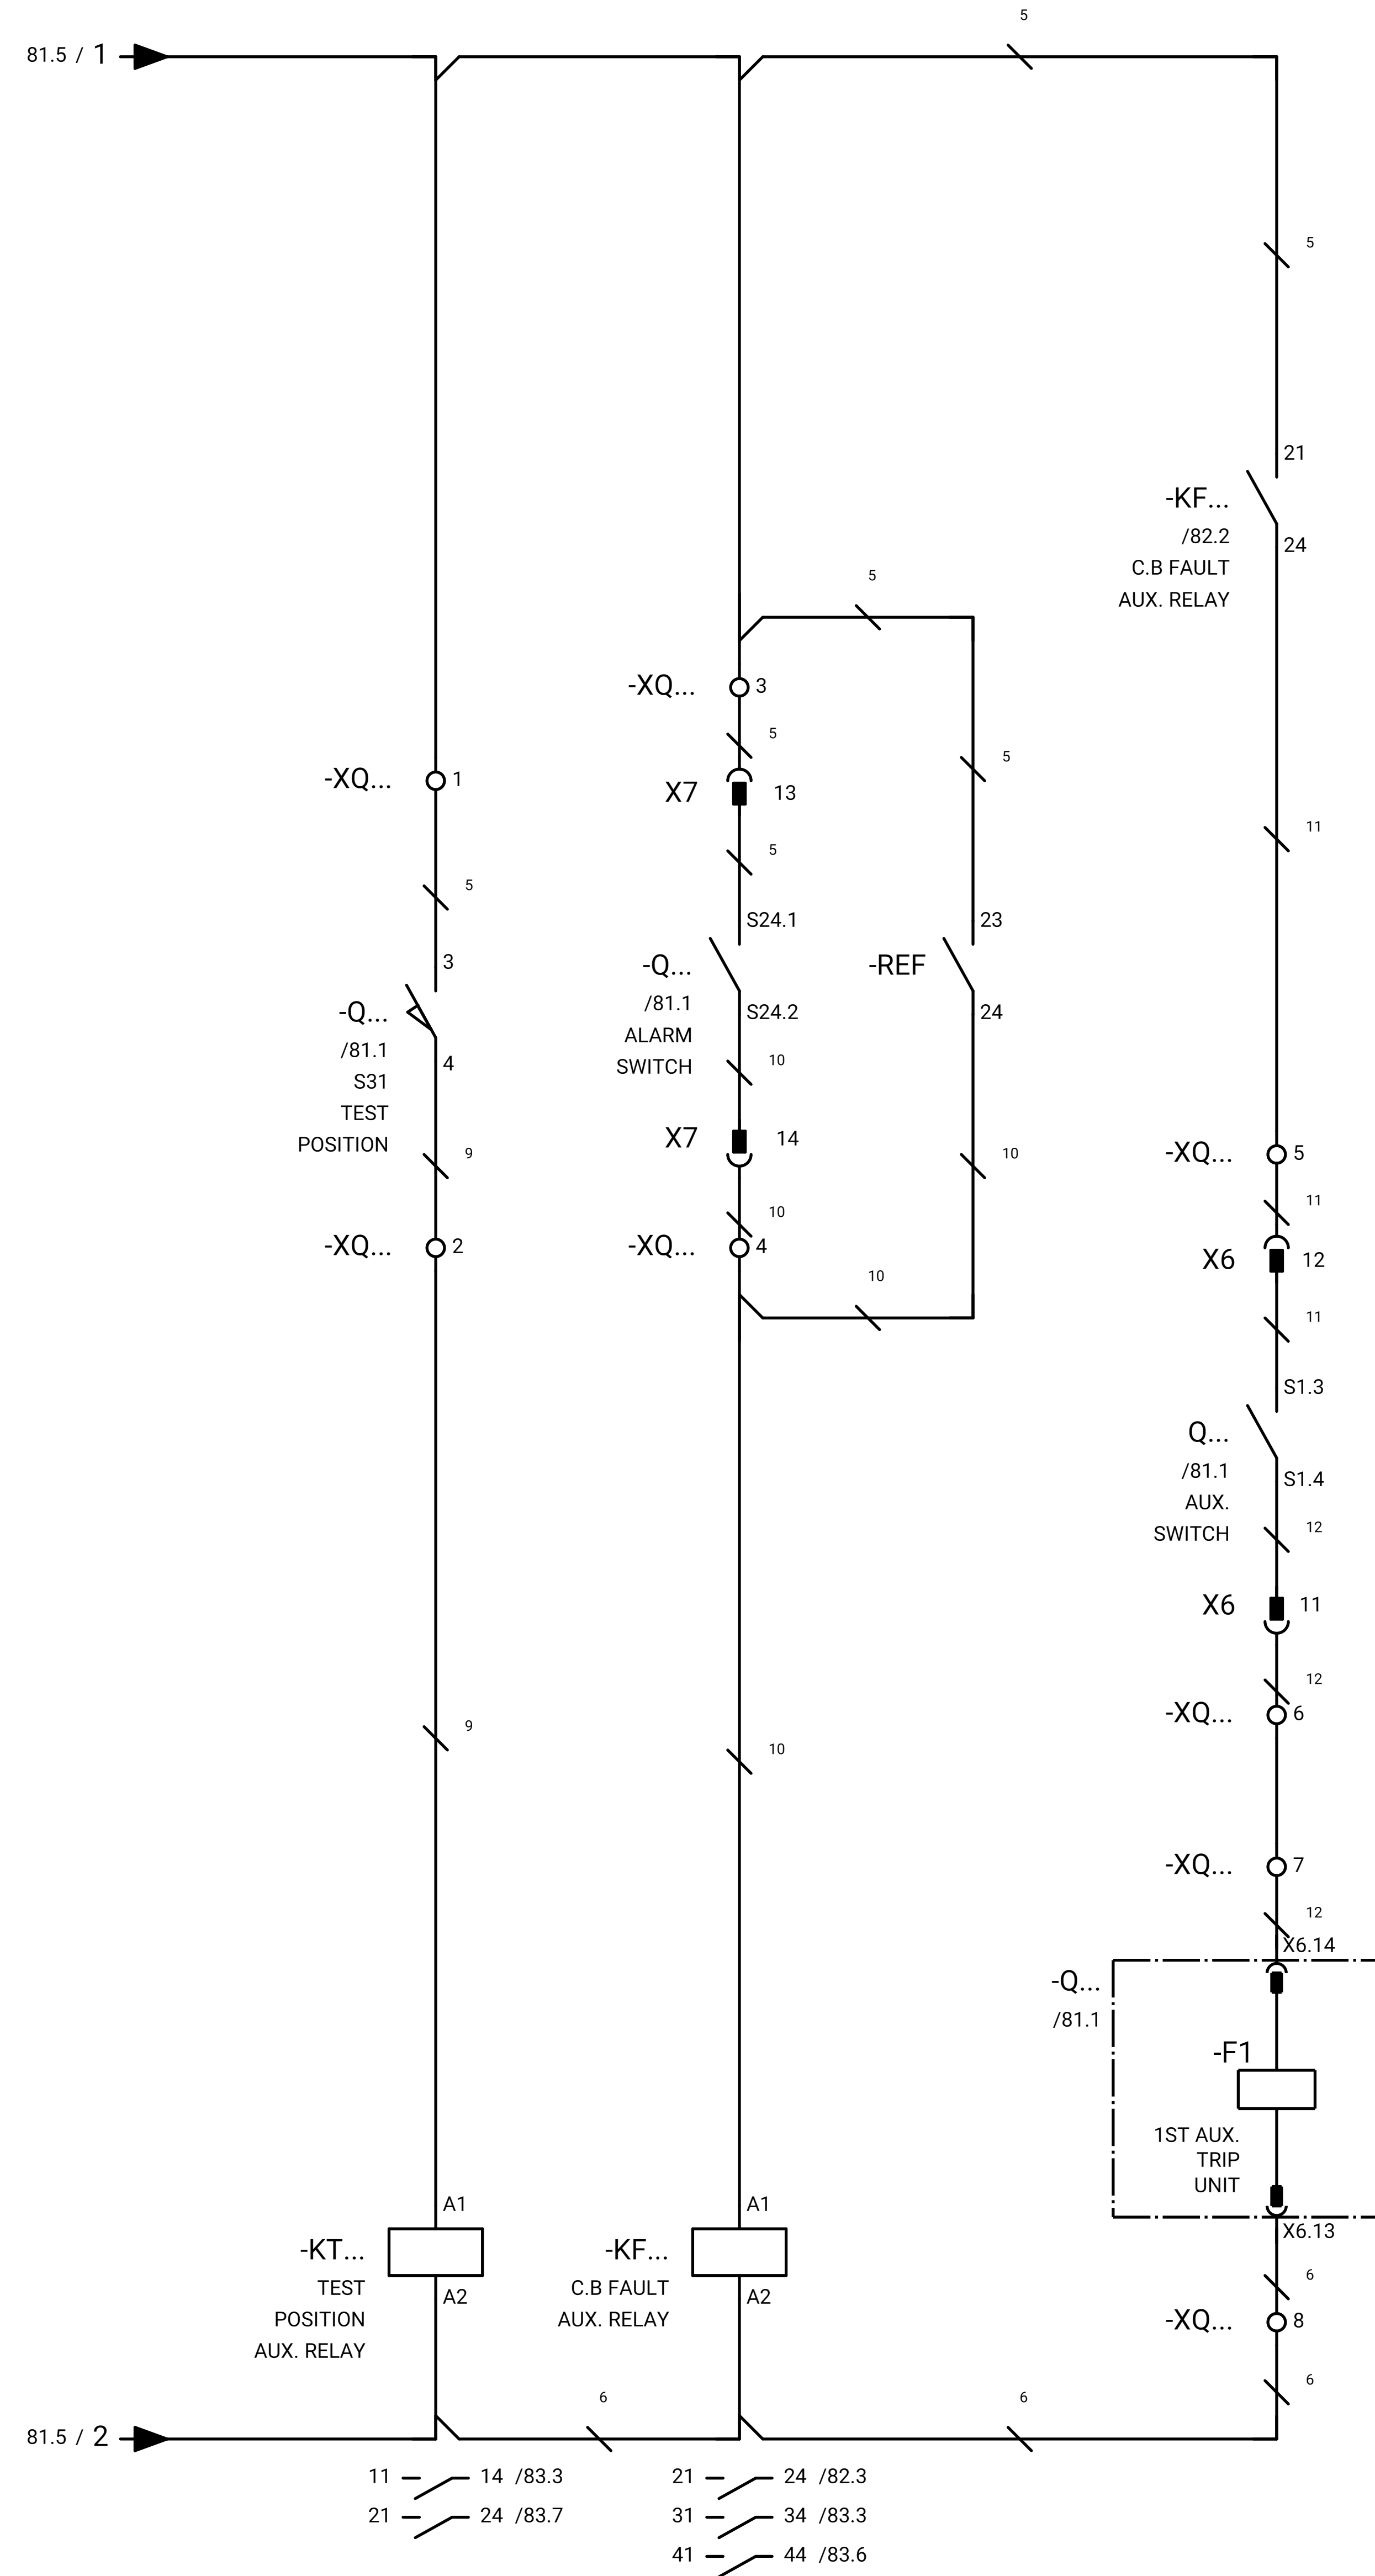 5
81.5 / 1
5
21
-KF...
/82.2
24
C.B FAULT
AUX. RELAY
5
-XQ... 3
5
5
-XQ... 1
X7 13
11
5
5
S24.1
23
3
-Q...
-REF
/81.1
S24.2
24
ALARM
SWITCH
10
-Q...
/81.1
4
S31
TEST
POSITION
9
X7 14
10
-XQ... 5
11
10
-XQ... 2
-XQ... 4
X6 12
10
11
S1.3
Q...
/81.1
S1.4
AUX.
SWITCH
12
X6 11
12
-XQ... 6
9
10
-XQ... 7
12
X6.14
-Q...
/81.1
-F1
1ST AUX.
TRIP
UNIT
A1
A1
X6.13
-KT...
-KF...
TEST
POSITION
AUX. RELAY
A2
C.B FAULT
AUX. RELAY
A2
6
-XQ... 8
6
6
6
81.5 / 2
11 14 /83.3
21 24 /82.3
21 24 /83.7
31 34 /83.3
41 44 /83.6